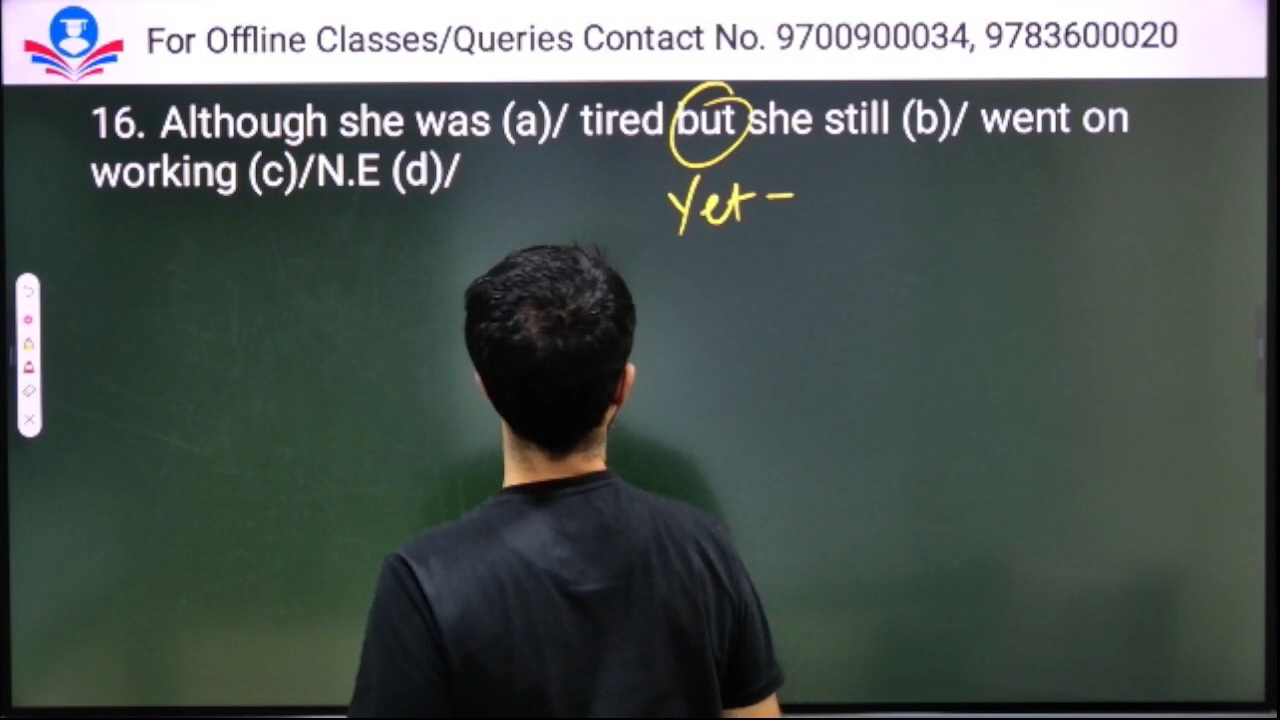 For Offline Classes/Queries Contact No. 9700900034, 9783600020
16. Although she was (a)/ tired but she still (b)/ went on
working (c)/N.E (d)/
Yet -